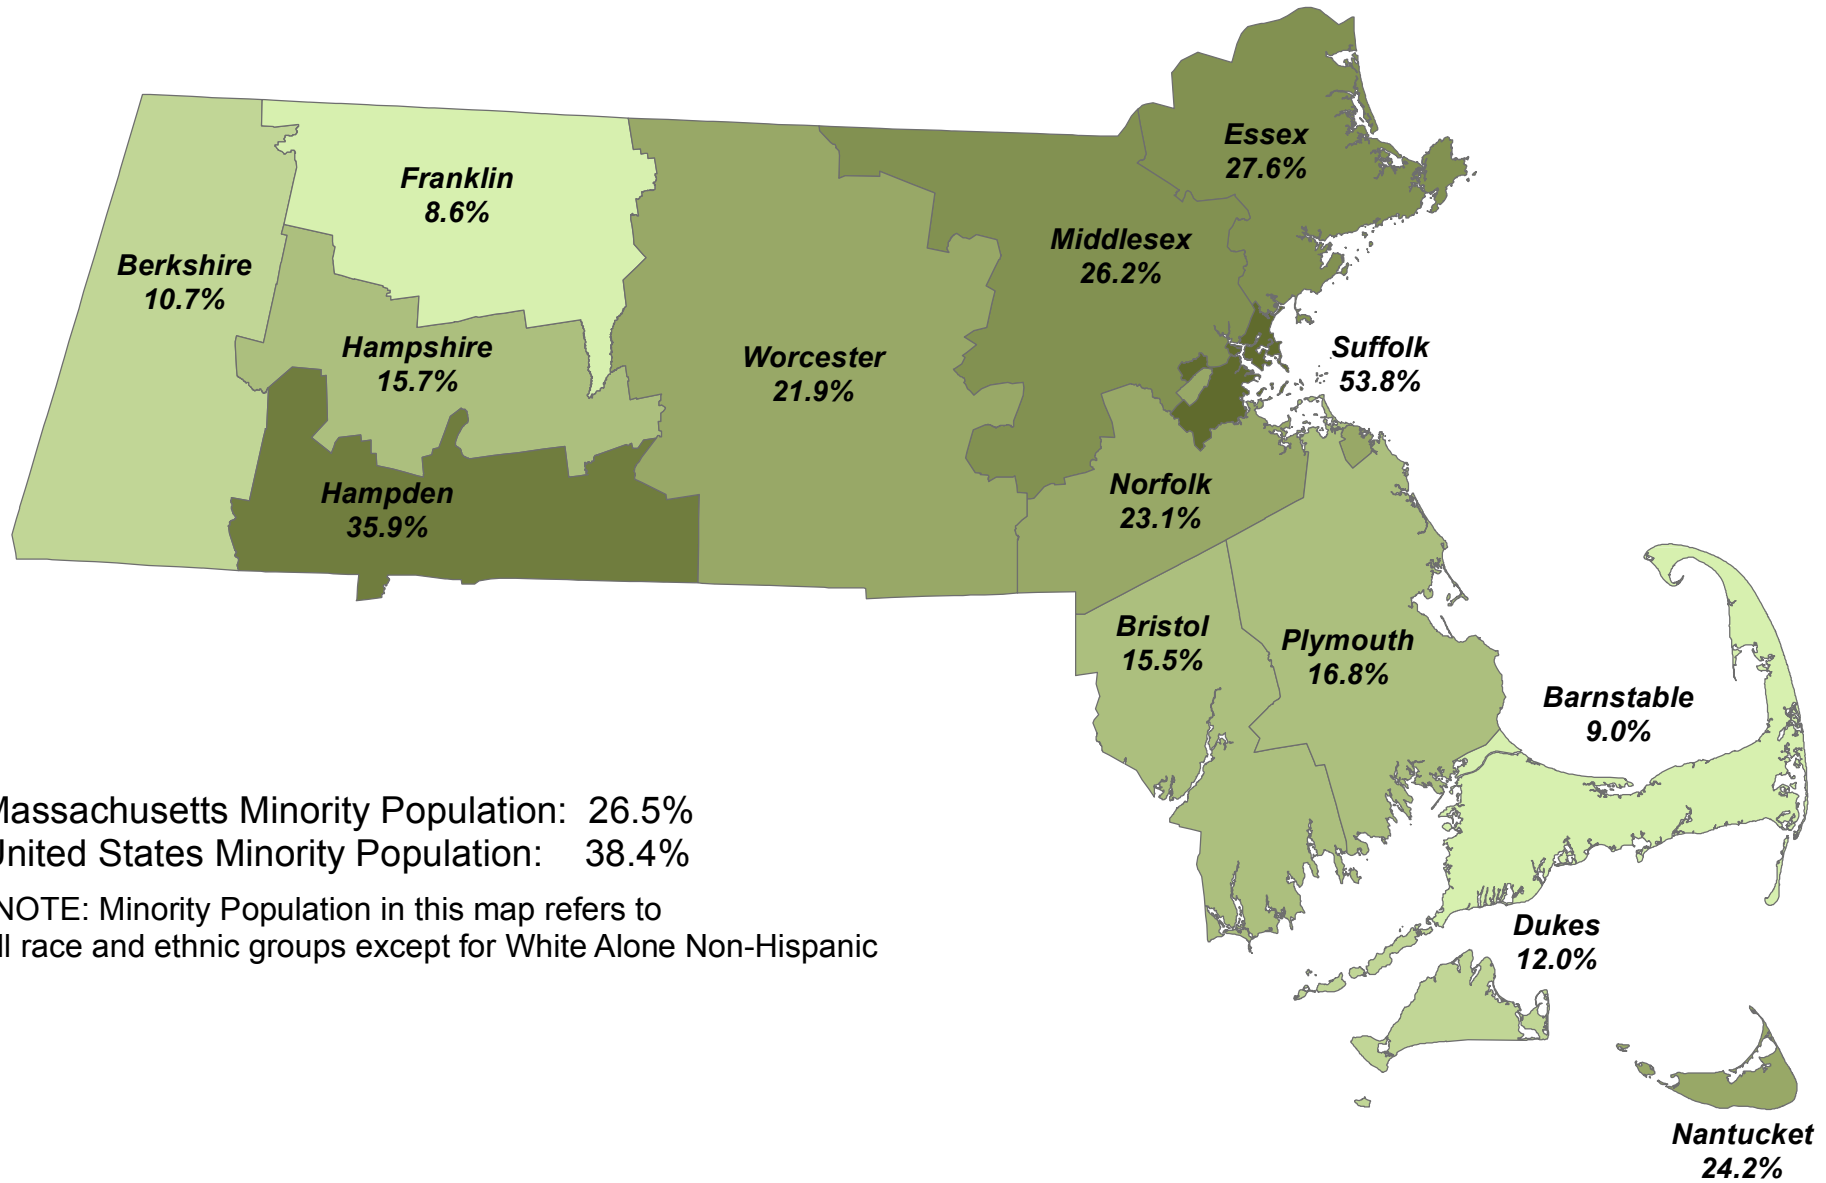 Essex
27.6%
Franklin
8.6%
Middlesex
26.2%
Berkshire
10.7%
Hampshire
15.7%
Worcester
21.9%
Suffolk
53.8%
Hampden
35.9%
Norfolk
23.1%
Bristol
15.5%
Plymouth
16.8%
Barnstable
9.0%
Massachusetts Minority Population: 26.5%
United States Minority Population: 38.4%
NOTE: Minority Population in this map refers to
ll race and ethnic groups except for White Alone Non-Hispanic
Dukes
12.0%
Nantucket
24.2%